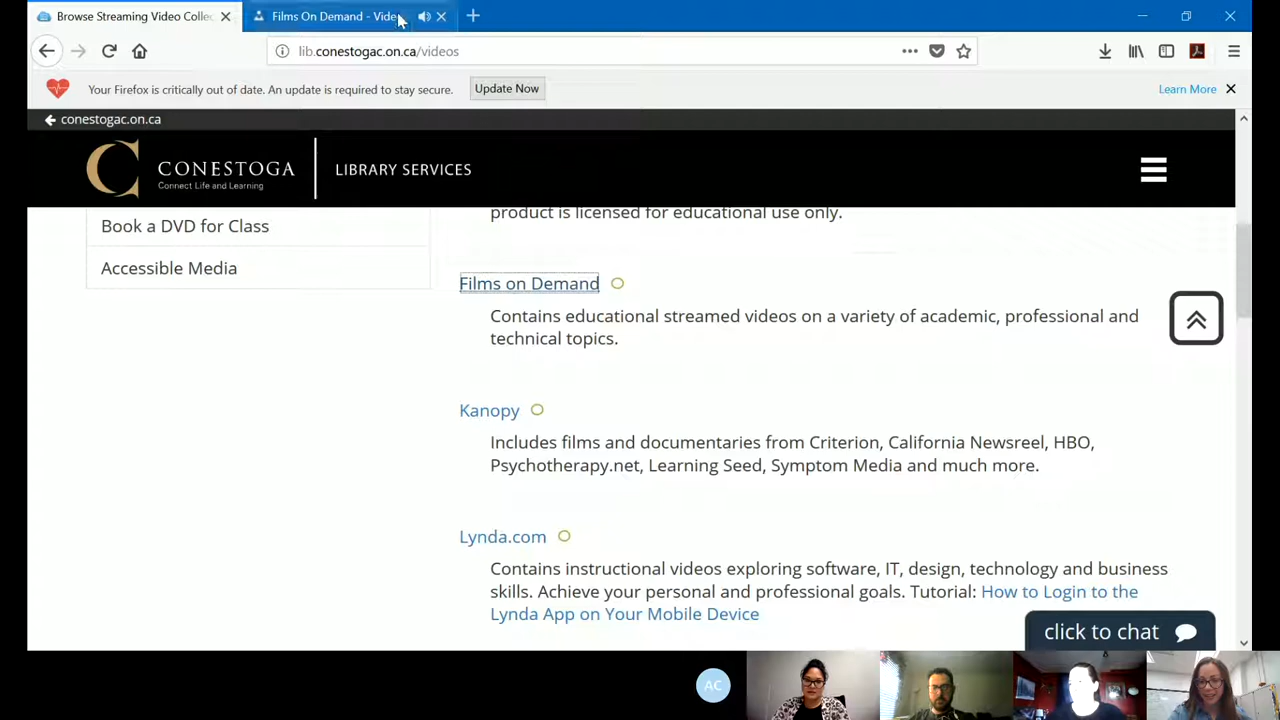 Browse Streaming Video Collec
Films On Demand - Vide
lib.conestogac.on.ca/videos
Your Firefox is critically out of date. An update is required to stay secure.
Update Now
Learn More
conestogac.on.ca
CONESTOGA
Connect Life and Learning
LIBRARY SERVICES
Book a DVD for Class
Accessible Media
product is licensed for educational use only.
Films on Demand
Contains educational streamed videos on a variety of academic, professional and
technical topics.
Kanopy
Includes films and documentaries from Criterion, California Newsreel, HBO,
Psychotherapy.net, Learning Seed, Symptom Media and much more.
Lynda.com
Contains instructional videos exploring software, IT, design, technology and business
skills. Achieve your personal and professional goals. Tutorial: How to Login to the
Lynda App on Your Mobile Device
click to chat
AC